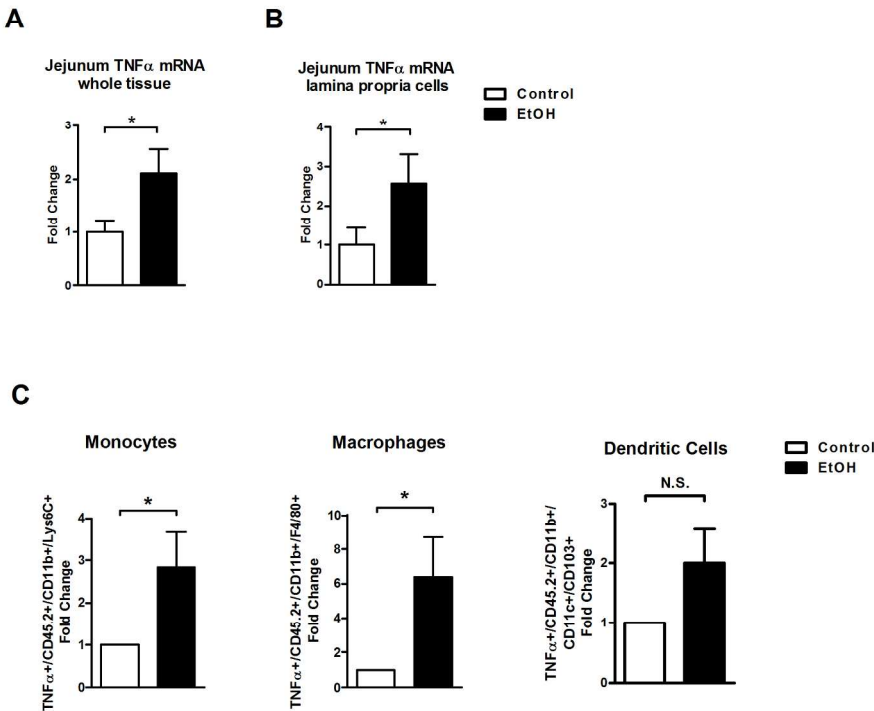 A
B
Jejunum TNFα mRNA
whole tissue
Jejunum TNFα mRNA
lamina propria cells
Control
EtOH
Fold Change
3
2
1
0
*
Fold Change
4
3
2
1
0
*
C
Monocytes
Macrophages
Dendritic Cells
Control
EtOH
TNFα+/CD45.2+/CD11b+/Lys6C+
Fold Change
4
3
2
1
0
*
TNFα+/CD45.2+/CD11b+/F4/80+
Fold Change
10
8
6
4
2
0
*
TNFα+/CD45.2+/CD11b+/
CD11c+/CD103+
Fold Change
3
2
1
0
N.S.